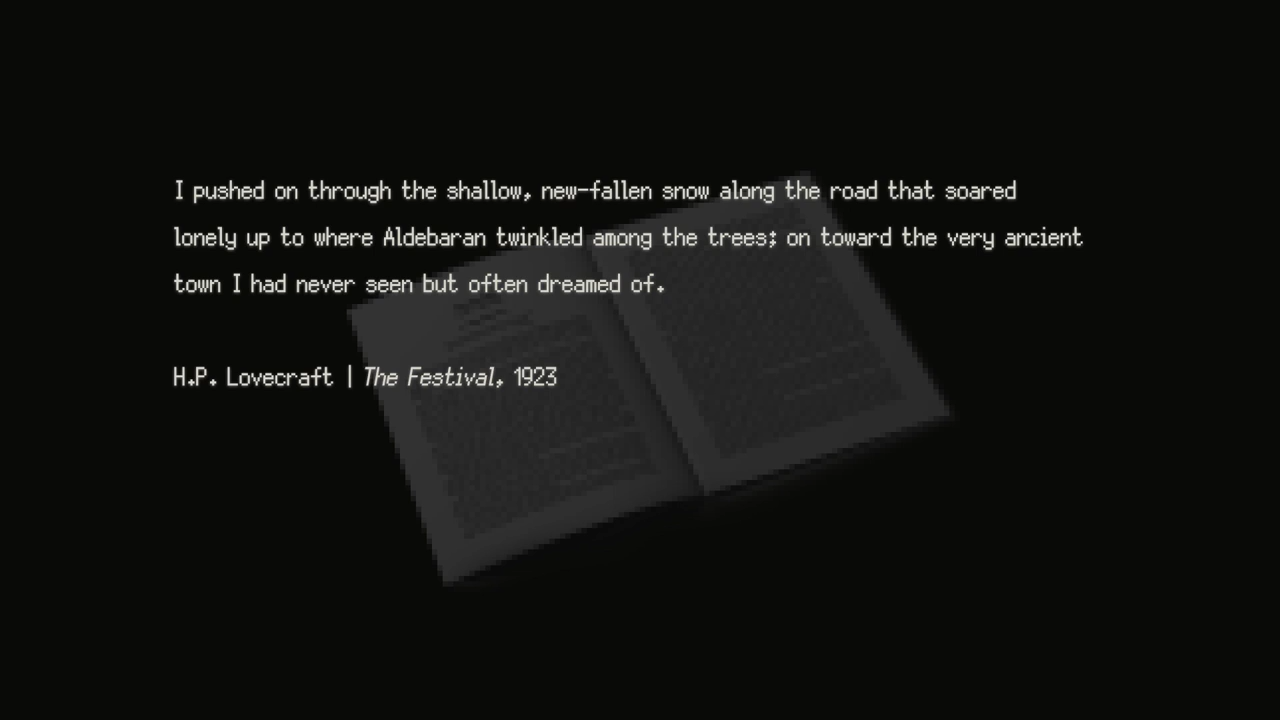 I pushed on through the shallow, new-fallen snow along the road that soared
lonely up to where Aldebaran twinkled among the trees; on toward the very ancient
town I had never seen but often dreamed of.
H.P. Lovecraft | The Festival, 1923